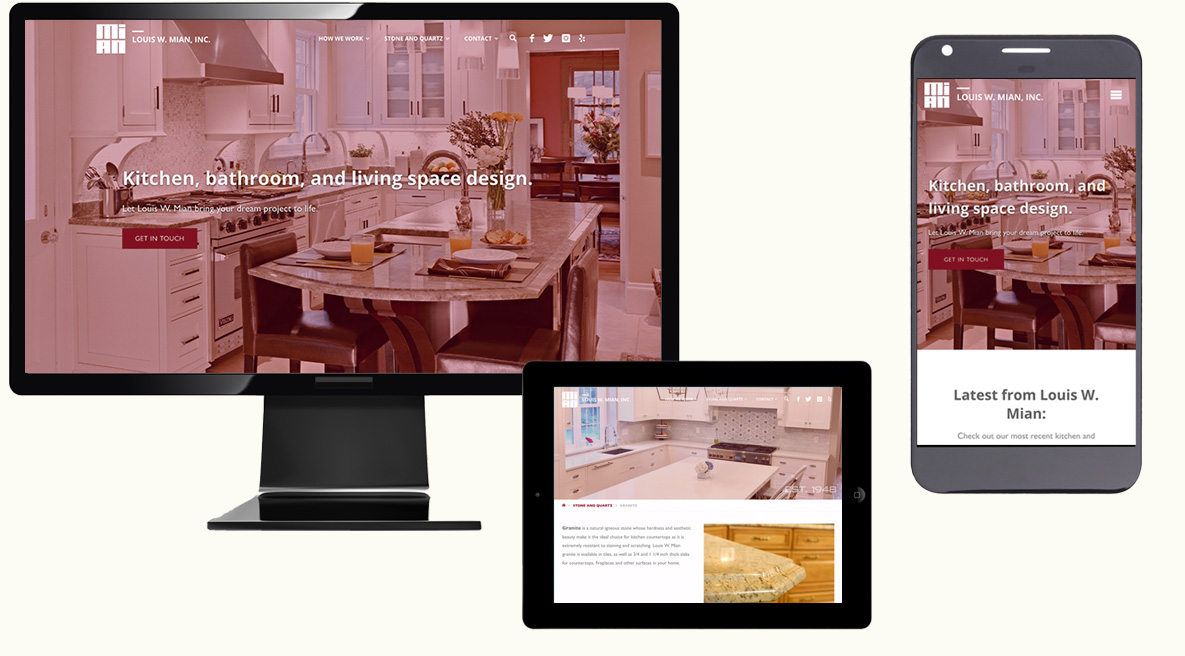 MIAN
LOUIS W. MIAN, INC.
HOW WE WORK
STONE AND QUARTZ
CONTACT
Kitchen, bathroom, and living space design.
Let Louis W. Mian bring your dream project to life.
GET IN TOUCH
MIAN
LOUIS W. MIAN, INC.
Kitchen, bathroom, and
living space design.
Let Louis W. Mian bring your dream project to life.
GET IN TOUCH
Latest from Louis W.
Mian:
Check out our most recent kitchen and
MIAN
LOUIS W. MIAN, INC.
STONE AND QUARTZ
CONTACT
EST. 1948
STONE AND QUARTZ > GRANITE
Granite is a natural igneous stone whose hardness and aesthetic
beauty make it the ideal choice for kitchen countertops as it is
extremely resistant to staining and scratching. Louis W. Mian
granite is available in tiles, as well as 3/4 and 1 1/4 inch thick slabs
for countertops, fireplaces and other surfaces in your home.